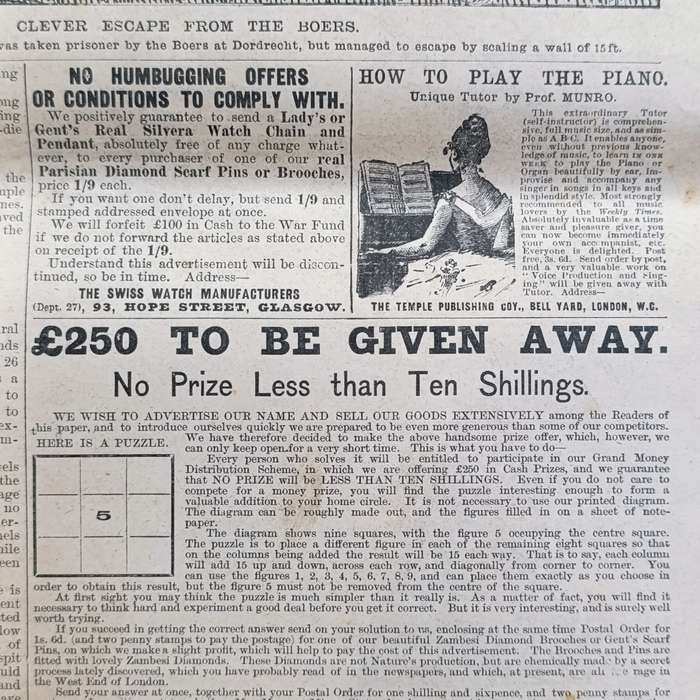 CLEVER ESCAPE FROM THE BOERS.
was taken prisoner by the Boers at Dordrecht, but managed to escape by scaling a wall of 15ft.
NO HUMBUGGING OFFERS
OR CONDITIONS TO COMPLY WITH.
We positively guarantee to send a Lady's or
Gent's Real Silvera Watch Chain and
Pendant, absolutely free of any charge what-
ever, to every purchaser of one of our real
Parisian Diamond Scarf Pins or Brooches,
price 1/9 each.
If you want one don't delay, but send 1/9 and
stamped addressed envelope at once.
We will forfeit £100 in Cash to the War Fund
if we do not forward the articles as stated above
on receipt of the 1/9.
Understand this advertisement will be discon-
tinued, so be in time. Address—
THE SWISS WATCH MANUFACTURERS
(Dept. 27), 93, HOPE STREET, GLASGOW.
HOW TO PLAY THE PIANO.
Unique Tutor by Prof. MUNRO.
This extraordinary Tutor
(self-instructor) is comprehen-
sive, full music size, and as sim-
ple as A B C. It enables anyone,
even without previous know-
ledge of music, to learn IN ONE
WEEK to play the Piano or
Organ beautifully by ear, Im-
provise and accompany any
singer in songs in all keys and
in splendid style. Most strongly
recommended to all music
lovers by the Weekly Times.
Absolutely invaluable as a time
saver and pleasure giver, you
can now become immediately
your own accompanist, etc.
Everyone is delighted. Post
free, 3s. 6d. Send order by post,
and a very valuable work on
"Voice Production and Sing-
ing" will be given away with
Tutor. Address—
THE TEMPLE PUBLISHING COY., BELL YARD, LONDON, W.C.
£250 TO BE GIVEN AWAY.
No Prize Less than Ten Shillings.
WE WISH TO ADVERTISE OUR NAME AND SELL OUR GOODS EXTENSIVELY among the Readers of
this paper, and to introduce ourselves quickly we are prepared to be even more generous than some of our competitors.
HERE IS A PUZZLE.
5
We have therefore decided to make the above handsome prize offer, which, however, we
can only keep open for a very short time. This is what you have to do—
Every person who solves it will be entitled to participate in our Grand Money
Distribution Scheme, in which we are offering £250 in Cash Prizes, and we guarantee
that NO PRIZE will be LESS THAN TEN SHILLINGS. Even if you do not care to
compete for a money prize, you will find the puzzle interesting enough to form a
valuable addition to your home circle. It is not necessary to use our printed diagram.
The diagram can be roughly made out, and the figures filled in on a sheet of note-
paper.
The diagram shows nine squares, with the figure 5 occupying the centre square.
The puzzle is to place a different figure in each of the remaining eight squares so that
on the columns being added the result will be 15 each way. That is to say, each column
will add 15 up and down, across each row, and diagonally from corner to corner. You
can use the figures 1, 2, 3, 4, 5, 6, 7, 8, 9, and can place them exactly as you choose in
order to obtain this result, but the figure 5 must not be removed from the centre of the square.
At first sight you may think the puzzle is much simpler than it really is. As a matter of fact, you will find it
necessary to think hard and experiment a good deal before you get it correct. But it is very interesting, and is surely well
worth trying.
If you succeed in getting the correct answer send on your solution to us, enclosing at the same time Postal Order for
1s. 6d. (and two penny stamps to pay the postage) for one of our beautiful Zambesi Diamond Brooches or Gent's Scarf
Pins, on which we make a slight profit, which will help to pay the cost of this advertisement. The Brooches and Pins are
fitted with lovely Zambesi Diamonds. These Diamonds are not Nature's production, but are chemically made by a secret
process lately discovered, which you have probably read of in the newspapers, and which, at present, are all rage in
the West End of London.
Send your answer at once, together with your Postal Order for one shilling and sixpence, and two penny stamps, for